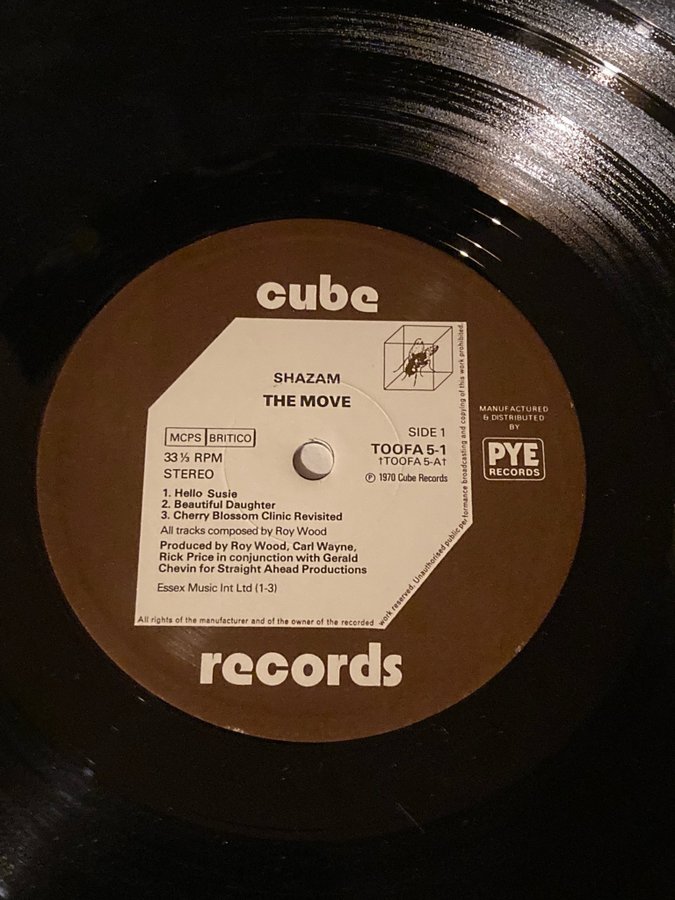 cube
SHAZAM
THE MOVE
MCPS BRITICO
33⅓ RPM
STEREO
SIDE 1
TOOFA 5-1
†TOOFA 5-A†
℗ 1970 Cube Records
1. Hello Susie
2. Beautiful Daughter
3. Cherry Blossom Clinic Revisited
All tracks composed by Roy Wood
Produced by Roy Wood, Carl Wayne,
Rick Price in conjunction with Gerald
Chevin for Straight Ahead Productions
Essex Music Int Ltd (1-3)
All rights of the manufacturer and of the owner of the recorded
work reserved. Unauthorised public per
formance broadcasting and copying of this work prohibited.
MANUFACTURED
& DISTRIBUTED
BY
PYE
RECORDS
records